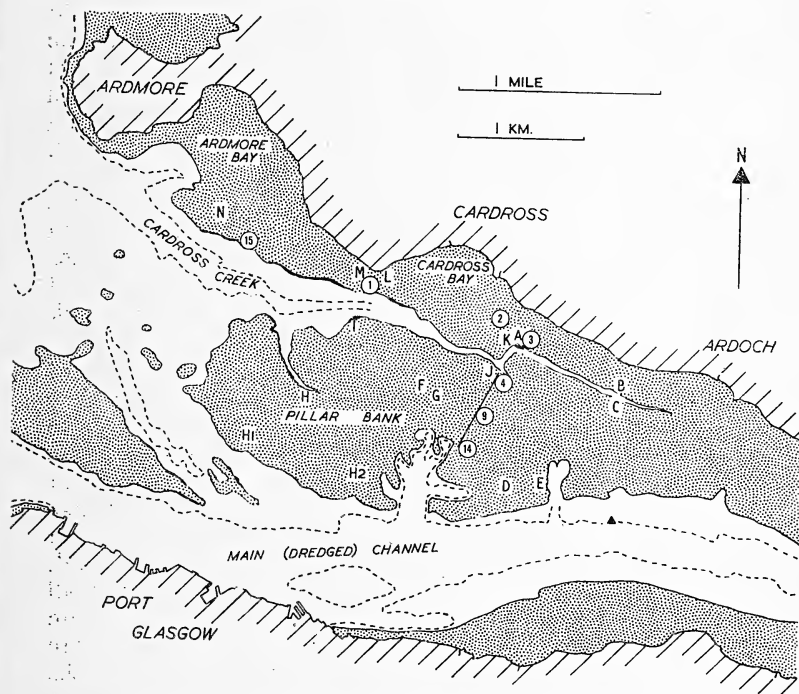 ARDMORE
1 MILE
1 KM.
ARDMORE
BAY
N
CARDROSS
N
15
M
L
1
CARDROSS
BAY
CARDROSS
CREEK
2
K
A
3
ARDOCH
I
J
4
B
C
H
F
G
9
PILLAR BANK
H1
14
H2
D
E
MAIN (DREDGED) CHANNEL
PORT
GLASGOW